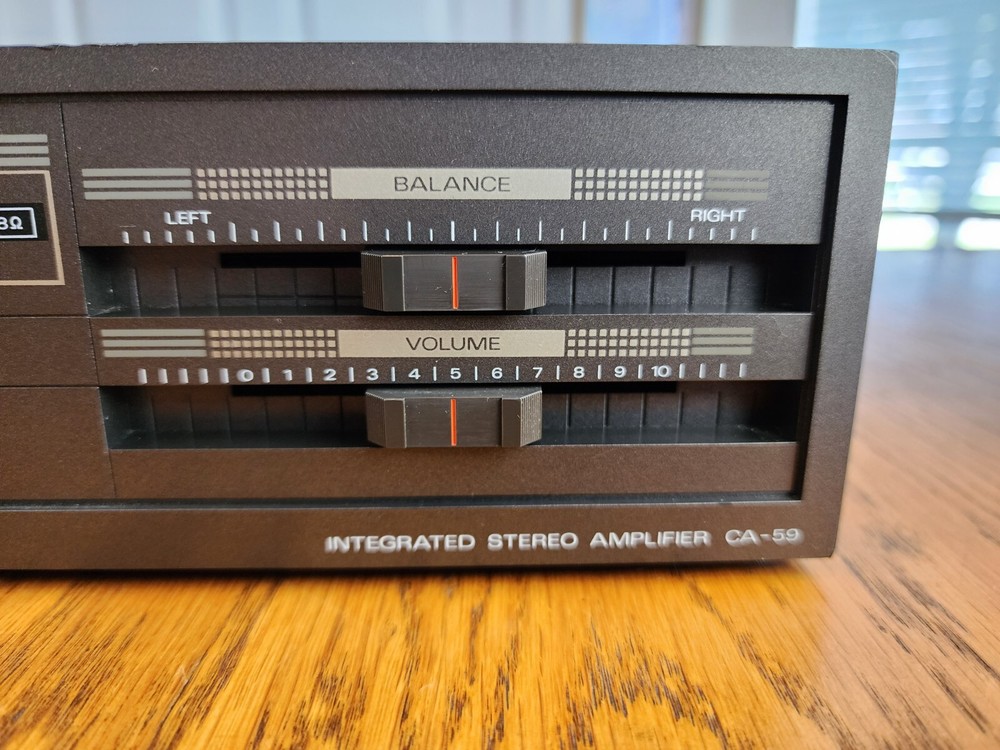 BALANCE
LEFT RIGHT
8Ω
VOLUME
0 1 2 3 4 5 6 7 8 9 10
INTEGRATED STEREO AMPLIFIER CA-59